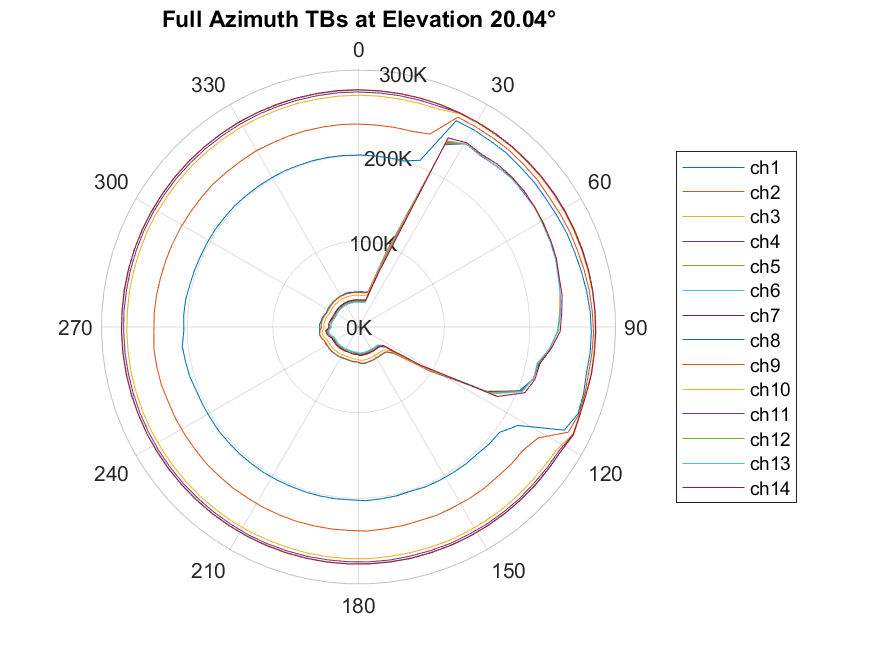 Full Azimuth TBs at Elevation 20.04°
0
330
300K
30
200K
300
60
100K
270
0K
90
240
120
210
150
180
ch1
ch2
ch3
ch4
ch5
ch6
ch7
ch8
ch9
ch10
ch11
ch12
ch13
ch14